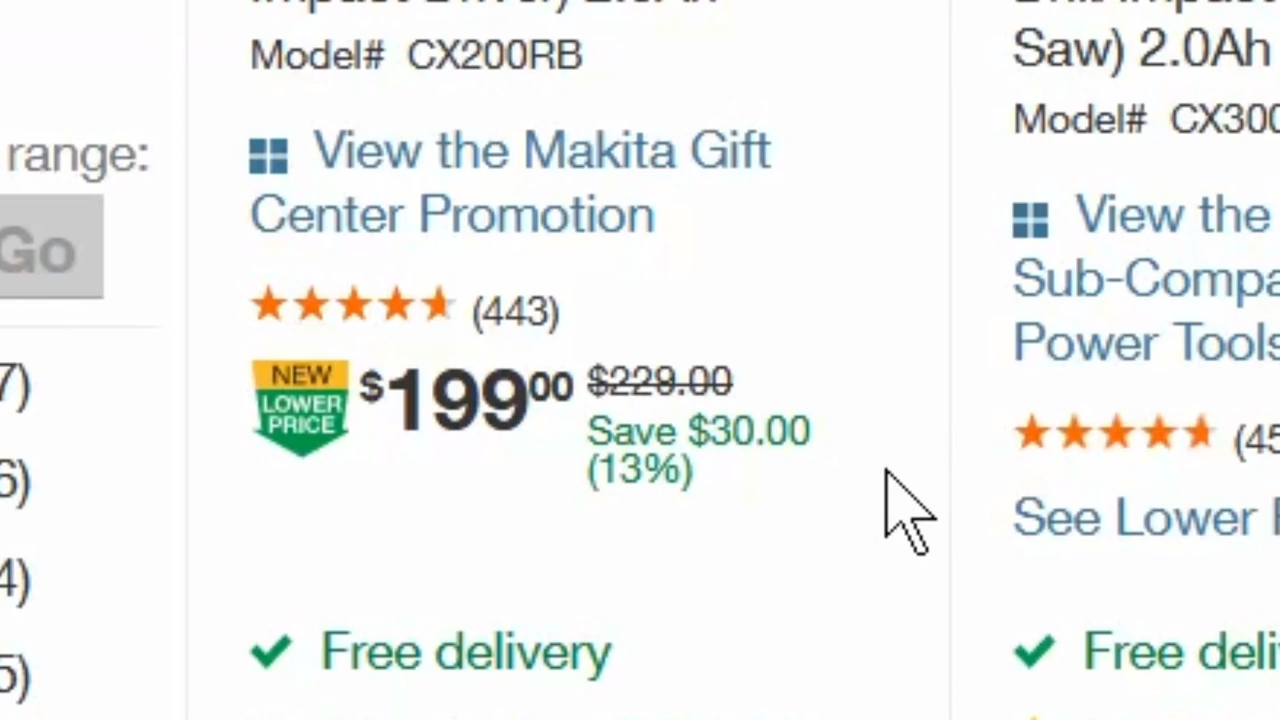 Model# CX200RB
View the Makita Gift
Center Promotion
(443)
NEW
LOWER
PRICE
$19900 $229.00
Save $30.00
(13%)
Free delivery
range:
Go
7)
6)
4)
5)
Saw) 2.0Ah
Model# CX300
View the
Sub-Compa
Power Tools
(45
See Lower
Free deli